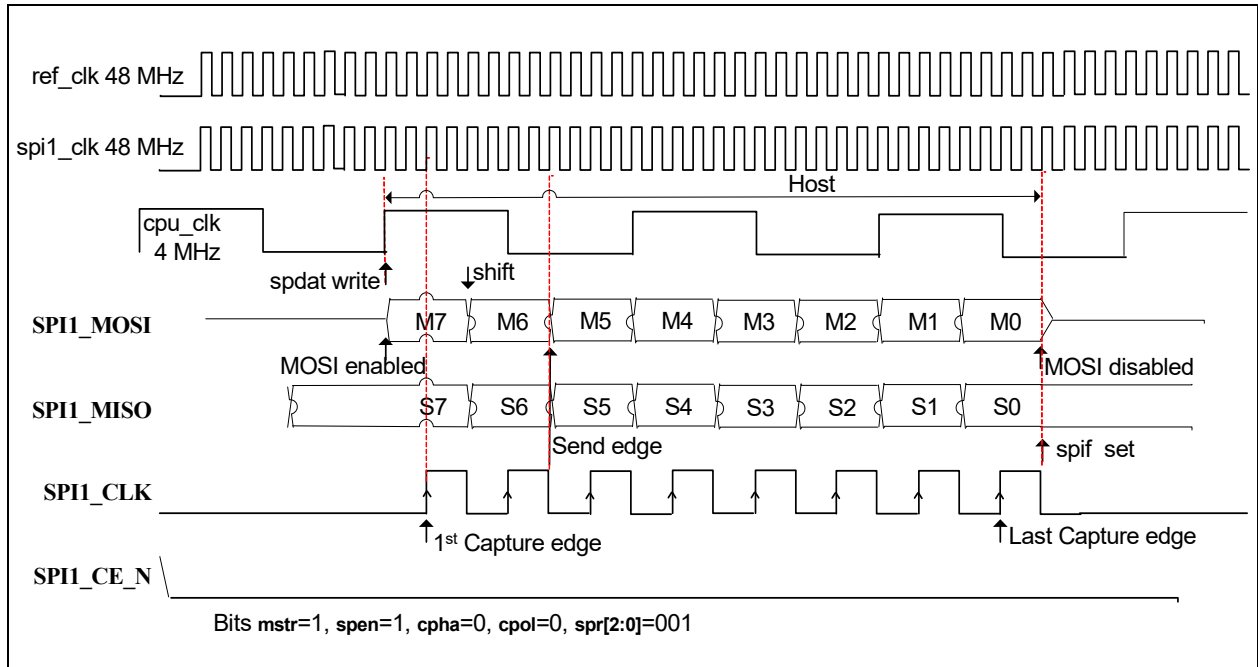 ref_clk 48 MHz
spi1_clk 48 MHz
Host
cpu_clk
4 MHz
spdat write
shift
SPI1_MOSI
M7 M6 M5 M4 M3 M2 M1 M0
MOSI enabled
MOSI disabled
SPI1_MISO
S7 S6 S5 S4 S3 S2 S1 S0
Send edge
spif set
SPI1_CLK
1st Capture edge
Last Capture edge
SPI1_CE_N
Bits mstr=1, spen=1, cpha=0, cpol=0, spr[2:0]=001